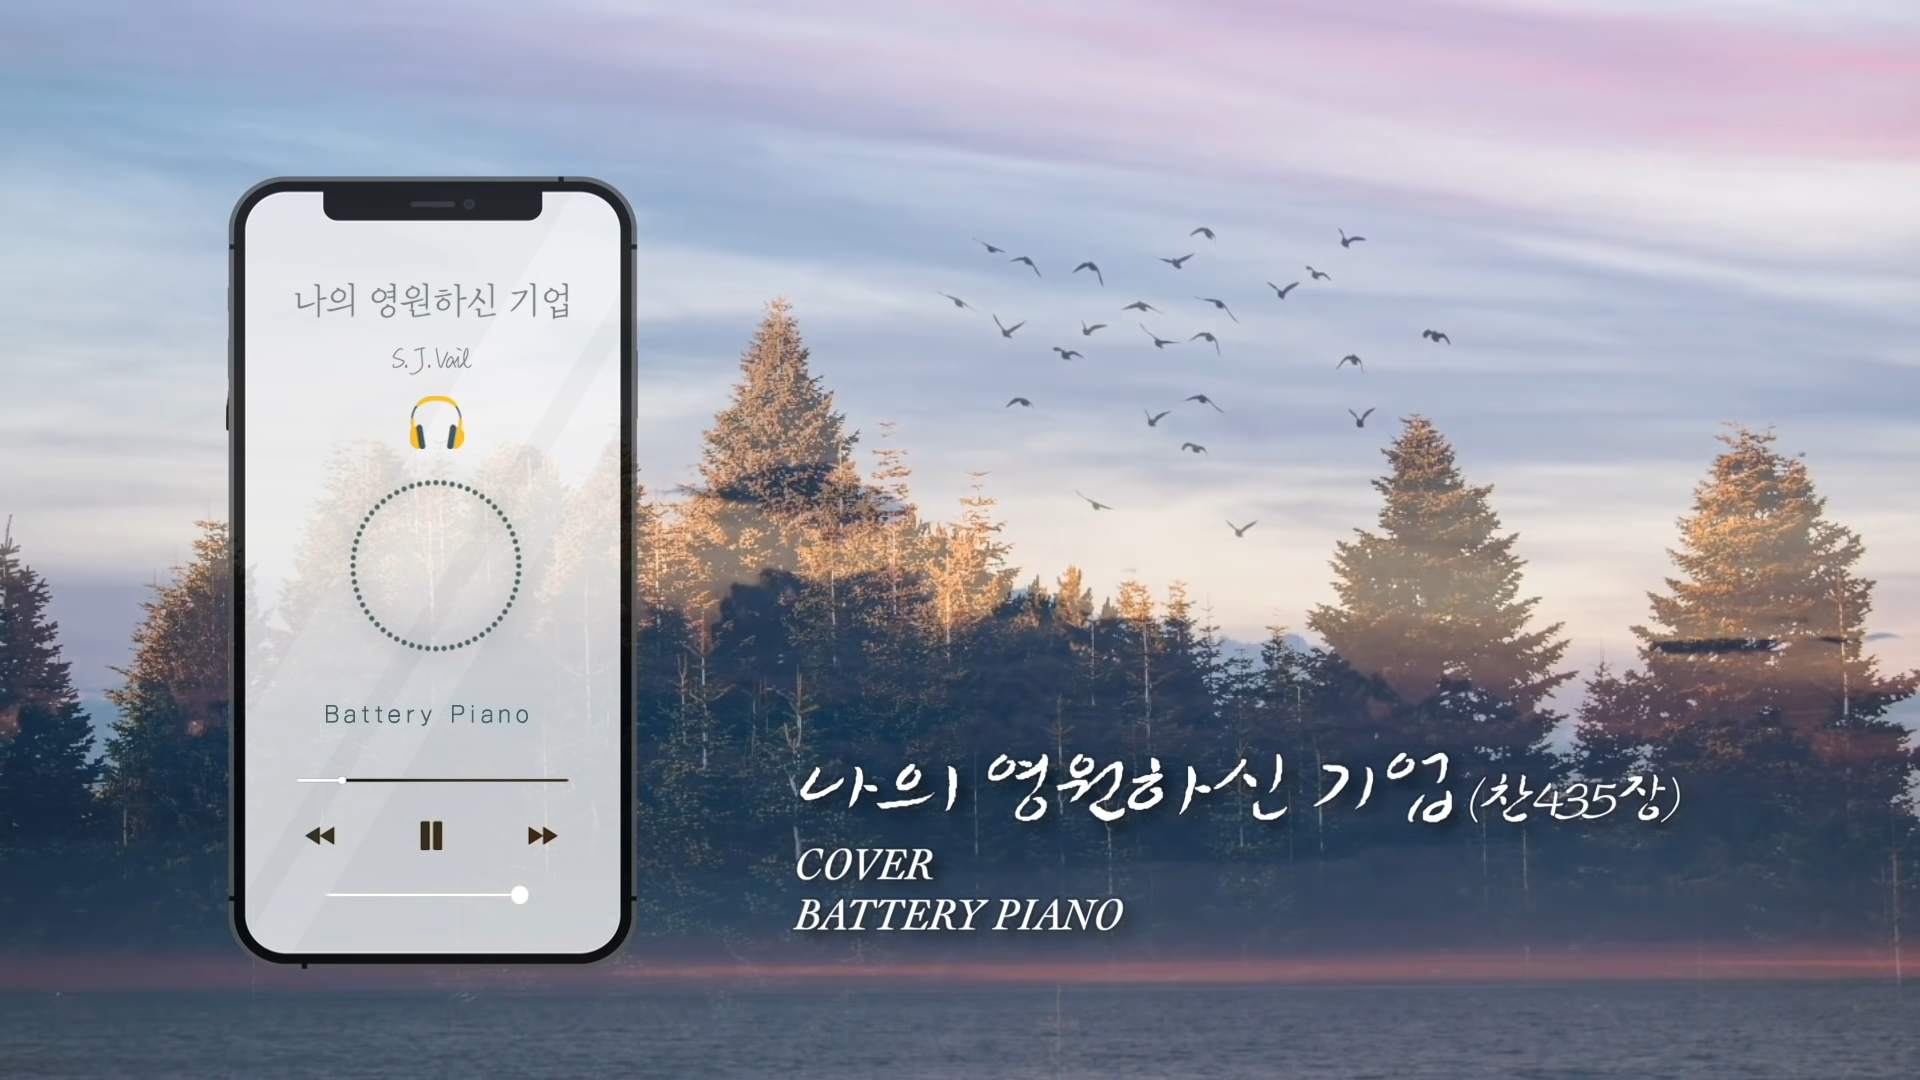 나의 영원하신 기업
S.J.Vail
Battery Piano
나의 영원하신 기업 (찬435장)
COVER
BATTERY PIANO